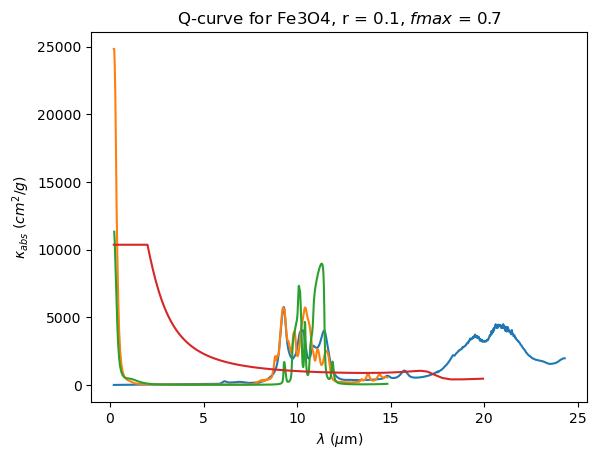 Q-curve for Fe3O4, r = 0.1, fmax = 0.7
25000
20000
15000
10000
5000
0
κabs (cm²/g)
0 5 10 15 20 25
λ (μm)